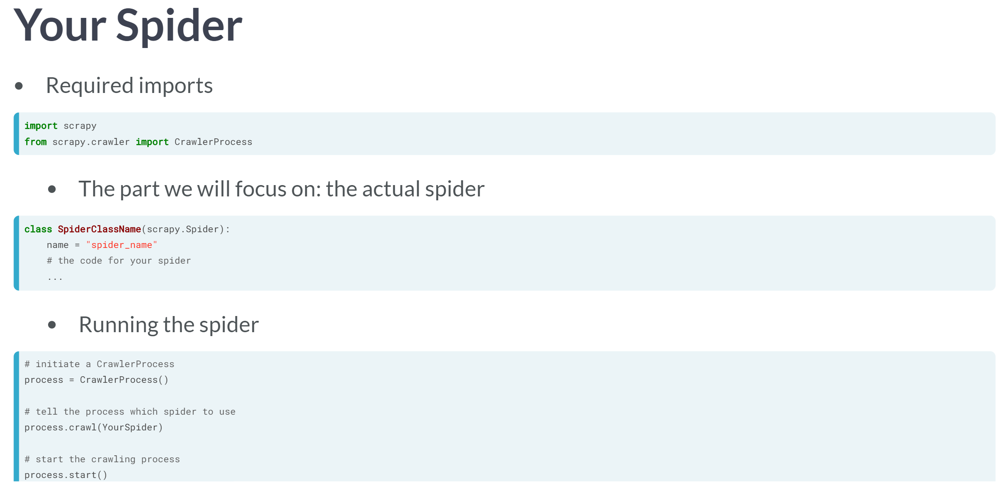 Your Spider
• Required imports
import scrapy
from scrapy.crawler import CrawlerProcess
• The part we will focus on: the actual spider
class SpiderClassName(scrapy.Spider):
    name = "spider_name"
    # the code for your spider
    ...
• Running the spider
# initiate a CrawlerProcess
process = CrawlerProcess()
# tell the process which spider to use
process.crawl(YourSpider)
# start the crawling process
process.start()